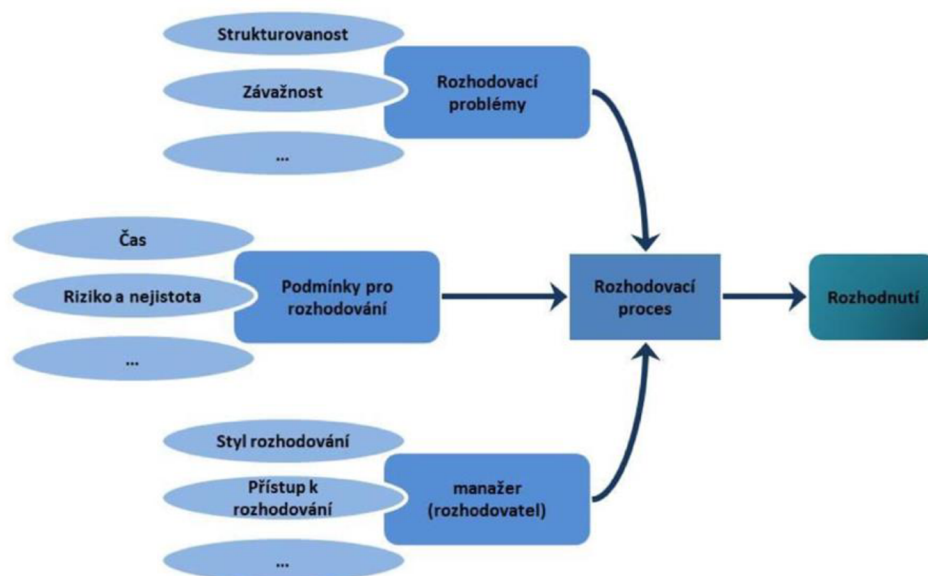 Strukturovanost
Závažnost
...
Rozhodovací
problémy
Čas
Riziko a nejistota
...
Podmínky pro
rozhodování
Rozhodovací
proces
Rozhodnutí
Styl rozhodování
Přístup k
rozhodování
...
manažer
(rozhodovatel)